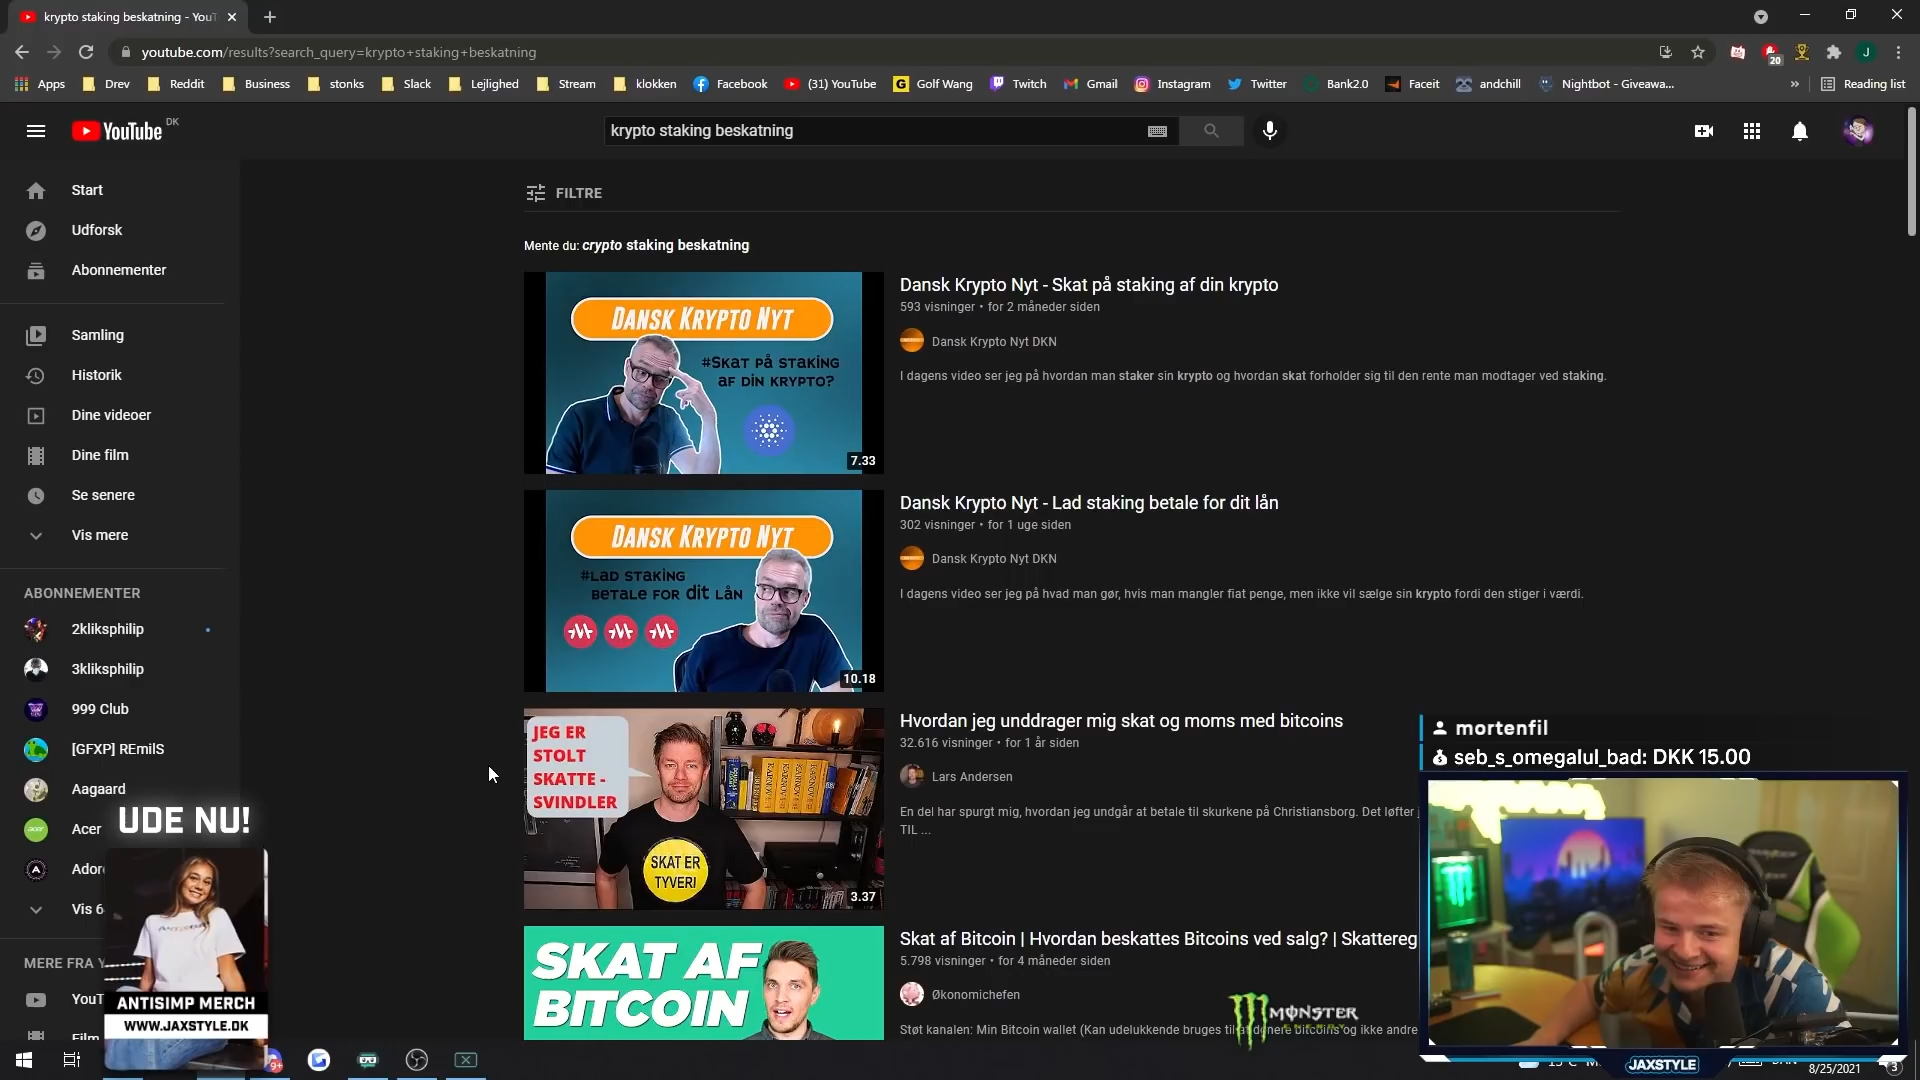 krypto staking beskatning - YouT
youtube.com/results?search_query=krypto+staking+beskatning
20
J
Apps
Drev
Reddit
Business
stonks
Slack
Lejlighed
Stream
klokken
Facebook
(31) YouTube
Golf Wang
Twitch
Gmail
Instagram
Twitter
Bank2.0
Faceit
andchill
Nightbot - Giveawa...
»
Reading list
YouTube DK
krypto staking beskatning
Start
Udforsk
Abonnementer
Samling
Historik
Dine videoer
Dine film
Se senere
Vis mere
ABONNEMENTER
2kliksphilip
3kliksphilip
999 Club
[GFXP] REmilS
Aagaard
Acer
Vis 6
MERE FRA Y
FILTRE
Mente du: crypto staking beskatning
DANSK KRYPTO NYT
#SKAT PÅ STAKING
AF DIN KRYPTO?
7.33
Dansk Krypto Nyt - Skat på staking af din krypto
593 visninger • for 2 måneder siden
Dansk Krypto Nyt DKN
I dagens video ser jeg på hvordan man staker sin krypto og hvordan skat forholder sig til den rente man modtager ved staking.
DANSK KRYPTO NYT
#LAD STAKING
BETALE FOR dit LÅN
10.18
Dansk Krypto Nyt - Lad staking betale for dit lån
302 visninger • for 1 uge siden
Dansk Krypto Nyt DKN
I dagens video ser jeg på hvad man gør, hvis man mangler fiat penge, men ikke vil sælge sin krypto fordi den stiger i værdi.
JEG ER
STOLT
SKATTE-
SVINDLER
SKAT ER
TYVERI
3.37
Hvordan jeg unddrager mig skat og moms med bitcoins
32.616 visninger • for 1 år siden
Lars Andersen
En del har spurgt mig, hvordan jeg undgår at betale til skurkene på Christiansborg. Det løfter
TIL ...
SKAT AF
BITCOIN
Skat af Bitcoin | Hvordan beskattes Bitcoins ved salg? | Skattereg
5.798 visninger • for 4 måneder siden
Økonomichefen
Støt kanalen: Min Bitcoin wallet (Kan udelukkende bruges til at donere bitcoins og ikke andre
MONSTER
mortenfil
seb_s_omegalul_bad: DKK 15.00
UDE NU!
ANTISIMP MERCH
WWW.JAXSTYLE.DK
9+
JAXSTYLE
8/25/2021
3